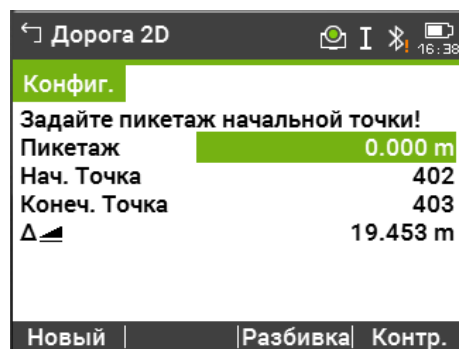 Дорога 2D I 16:38
Конфиг.
Задайте пикетаж начальной точки!
Пикетаж 0.000 m
Нач. Точка 402
Конеч. Точка 403
Δ 19.453 m
Новый Разбивка Контр.